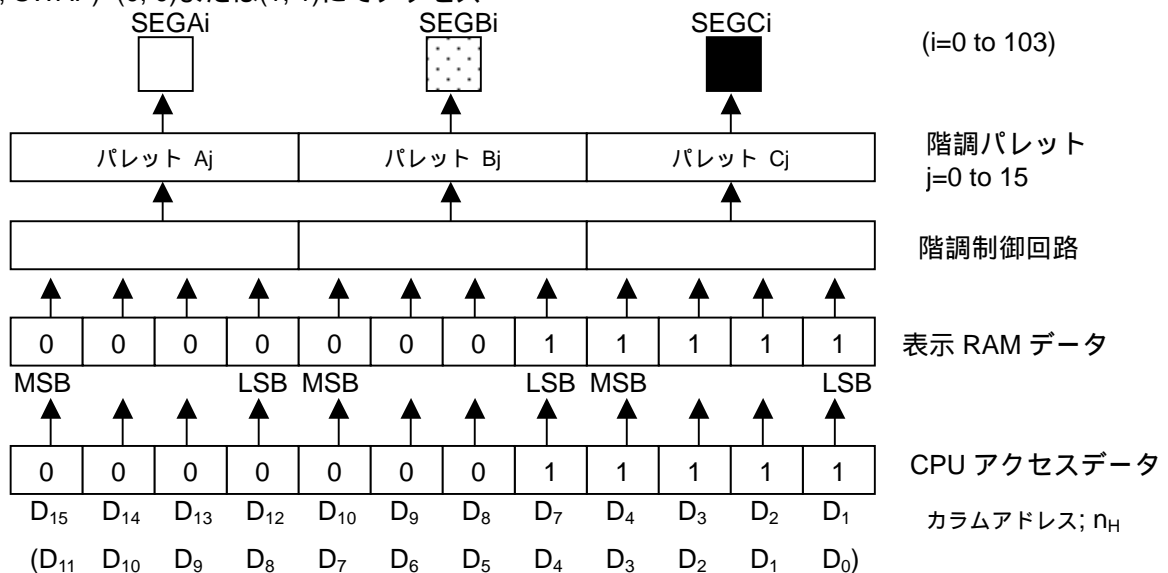 SEGAi SEGBi SEGCi
(i=0 to 103)
パレット Aj パレット Bj パレット Cj
階調パレット
j=0 to 15
階調制御回路
0 0 0 0 0 0 0 1 1 1 1 1
表示 RAM データ
MSB LSB MSB LSB MSB LSB
0 0 0 0 0 0 0 1 1 1 1 1
CPU アクセスデータ
D15 D14 D13 D12 D10 D9 D8 D7 D4 D3 D2 D1
カラムアドレス; nH
(D11 D10 D9 D8 D7 D6 D5 D4 D3 D2 D1 D0)